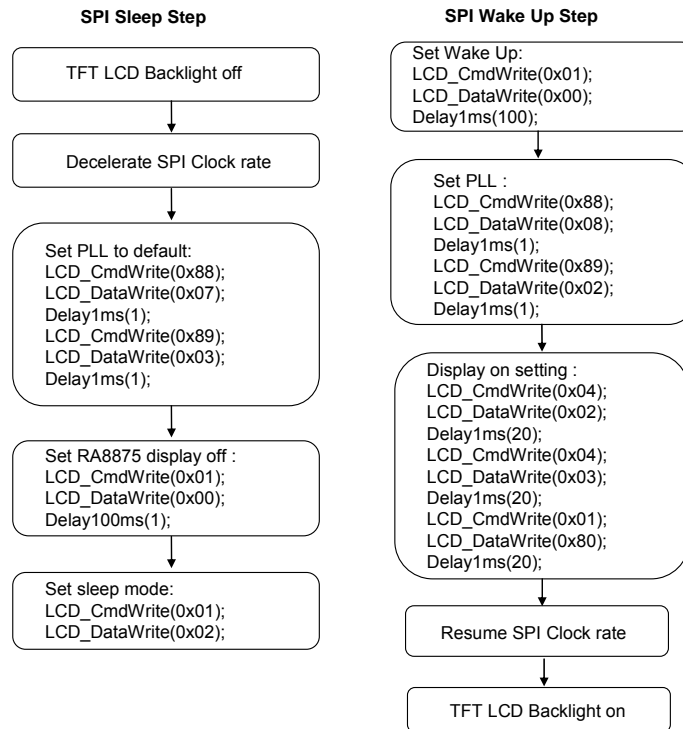 SPI Sleep Step
TFT LCD Backlight off
Decelerate SPI Clock rate
Set PLL to default:
LCD_CmdWrite(0x88);
LCD_DataWrite(0x07);
Delay1ms(1);
LCD_CmdWrite(0x89);
LCD_DataWrite(0x03);
Delay1ms(1);
Set RA8875 display off :
LCD_CmdWrite(0x01);
LCD_DataWrite(0x00);
Delay100ms(1);
Set sleep mode:
LCD_CmdWrite(0x01);
LCD_DataWrite(0x02);
SPI Wake Up Step
Set Wake Up:
LCD_CmdWrite(0x01);
LCD_DataWrite(0x00);
Delay1ms(100);
Set PLL :
LCD_CmdWrite(0x88);
LCD_DataWrite(0x08);
Delay1ms(1);
LCD_CmdWrite(0x89);
LCD_DataWrite(0x02);
Delay1ms(1);
Display on setting :
LCD_CmdWrite(0x04);
LCD_DataWrite(0x02);
Delay1ms(20);
LCD_CmdWrite(0x04);
LCD_DataWrite(0x03);
Delay1ms(20);
LCD_CmdWrite(0x01);
LCD_DataWrite(0x80);
Delay1ms(20);
Resume SPI Clock rate
TFT LCD Backlight on